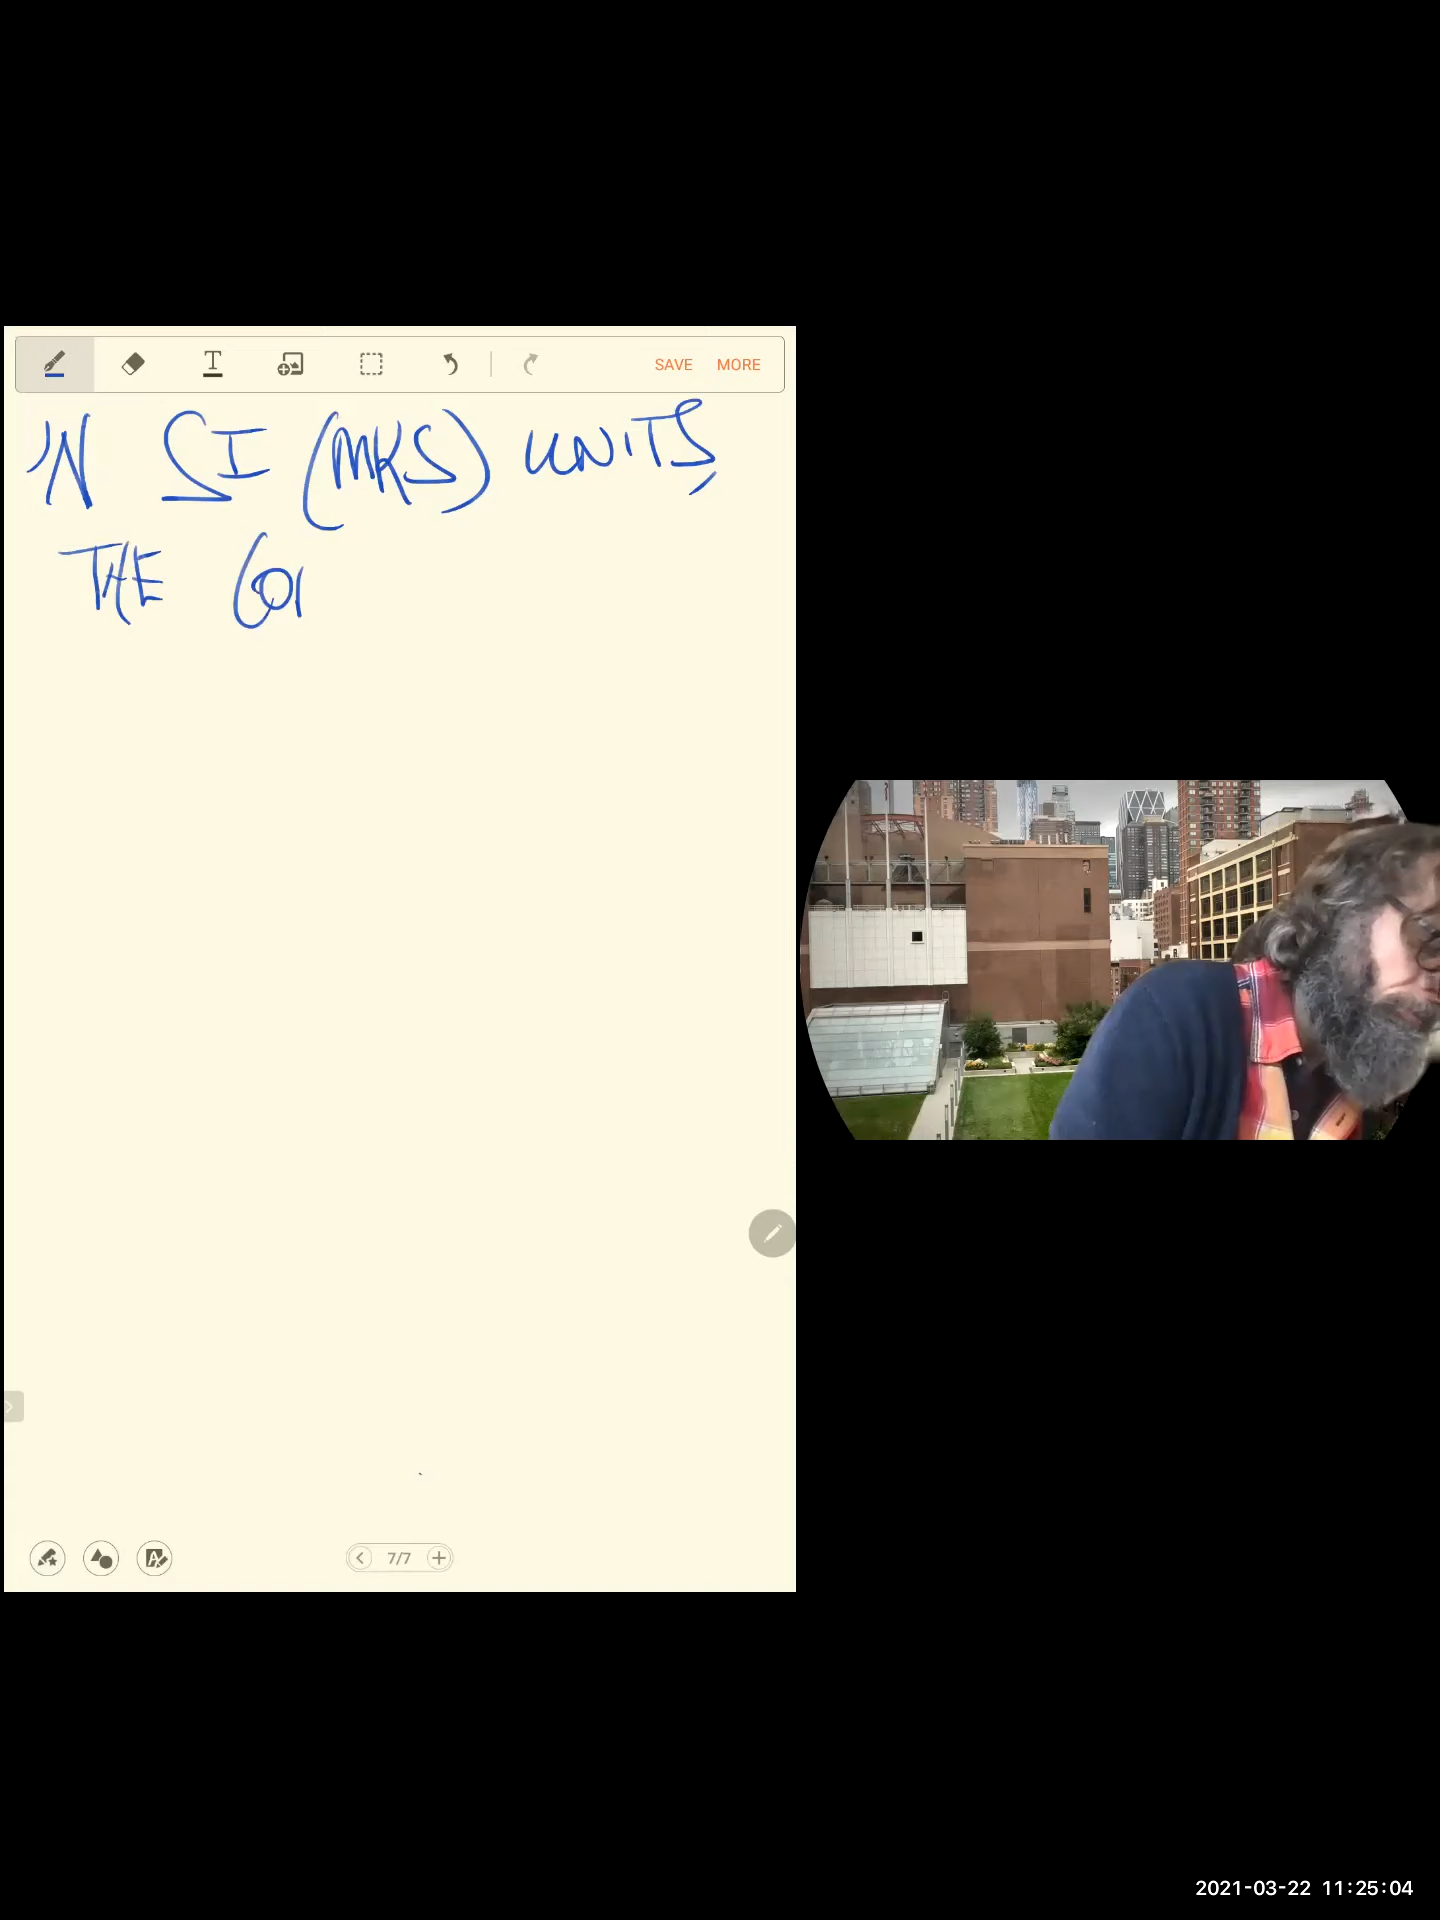 SAVE MORE
IN SI (MKS) UNITS,
THE
7/7
2021-03-22 11:25:04